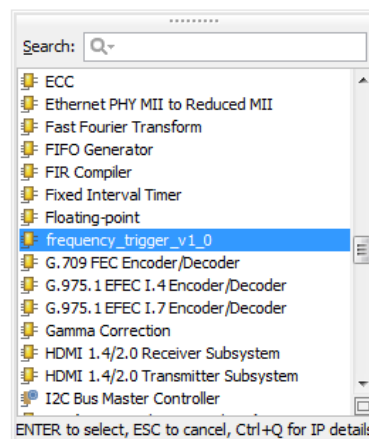 Search:
ECC
Ethernet PHY MII to Reduced MII
Fast Fourier Transform
FIFO Generator
FIR Compiler
Fixed Interval Timer
Floating-point
frequency_trigger_v1_0
G.709 FEC Encoder/Decoder
G.975.1 EFEC I.4 Encoder/Decoder
G.975.1 EFEC I.7 Encoder/Decoder
Gamma Correction
HDMI 1.4/2.0 Receiver Subsystem
HDMI 1.4/2.0 Transmitter Subsystem
I2C Bus Master Controller
ENTER to select, ESC to cancel, Ctrl+Q for IP details